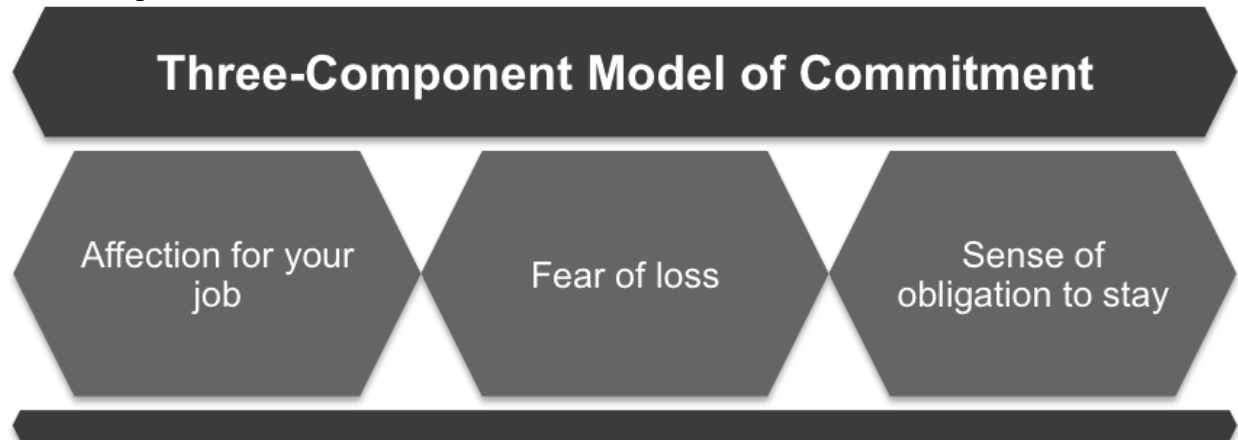 Three-Component Model of Commitment
Affection for your
job
Fear of loss
Sense of
obligation to stay